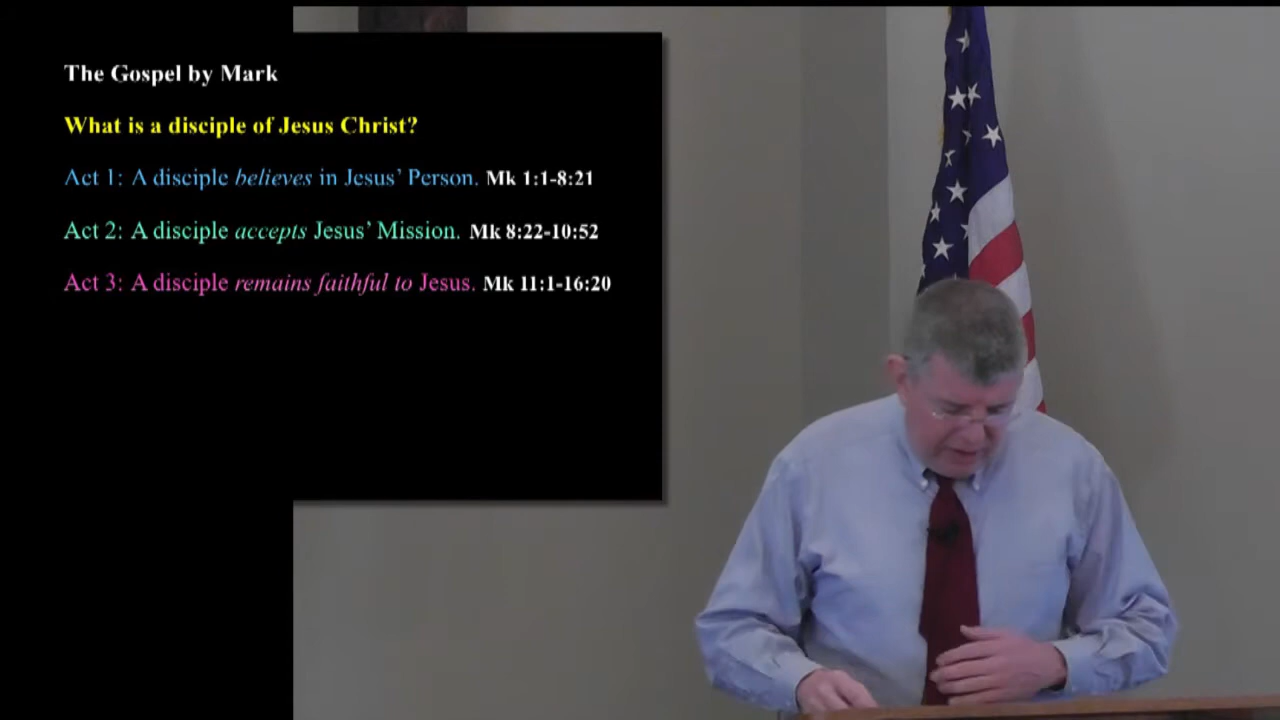 The Gospel by Mark
What is a disciple of Jesus Christ?
Act 1: A disciple believes in Jesus’ Person. Mk 1:1-8:21
Act 2: A disciple accepts Jesus’ Mission. Mk 8:22-10:52
Act 3: A disciple remains faithful to Jesus. Mk 11:1-16:20